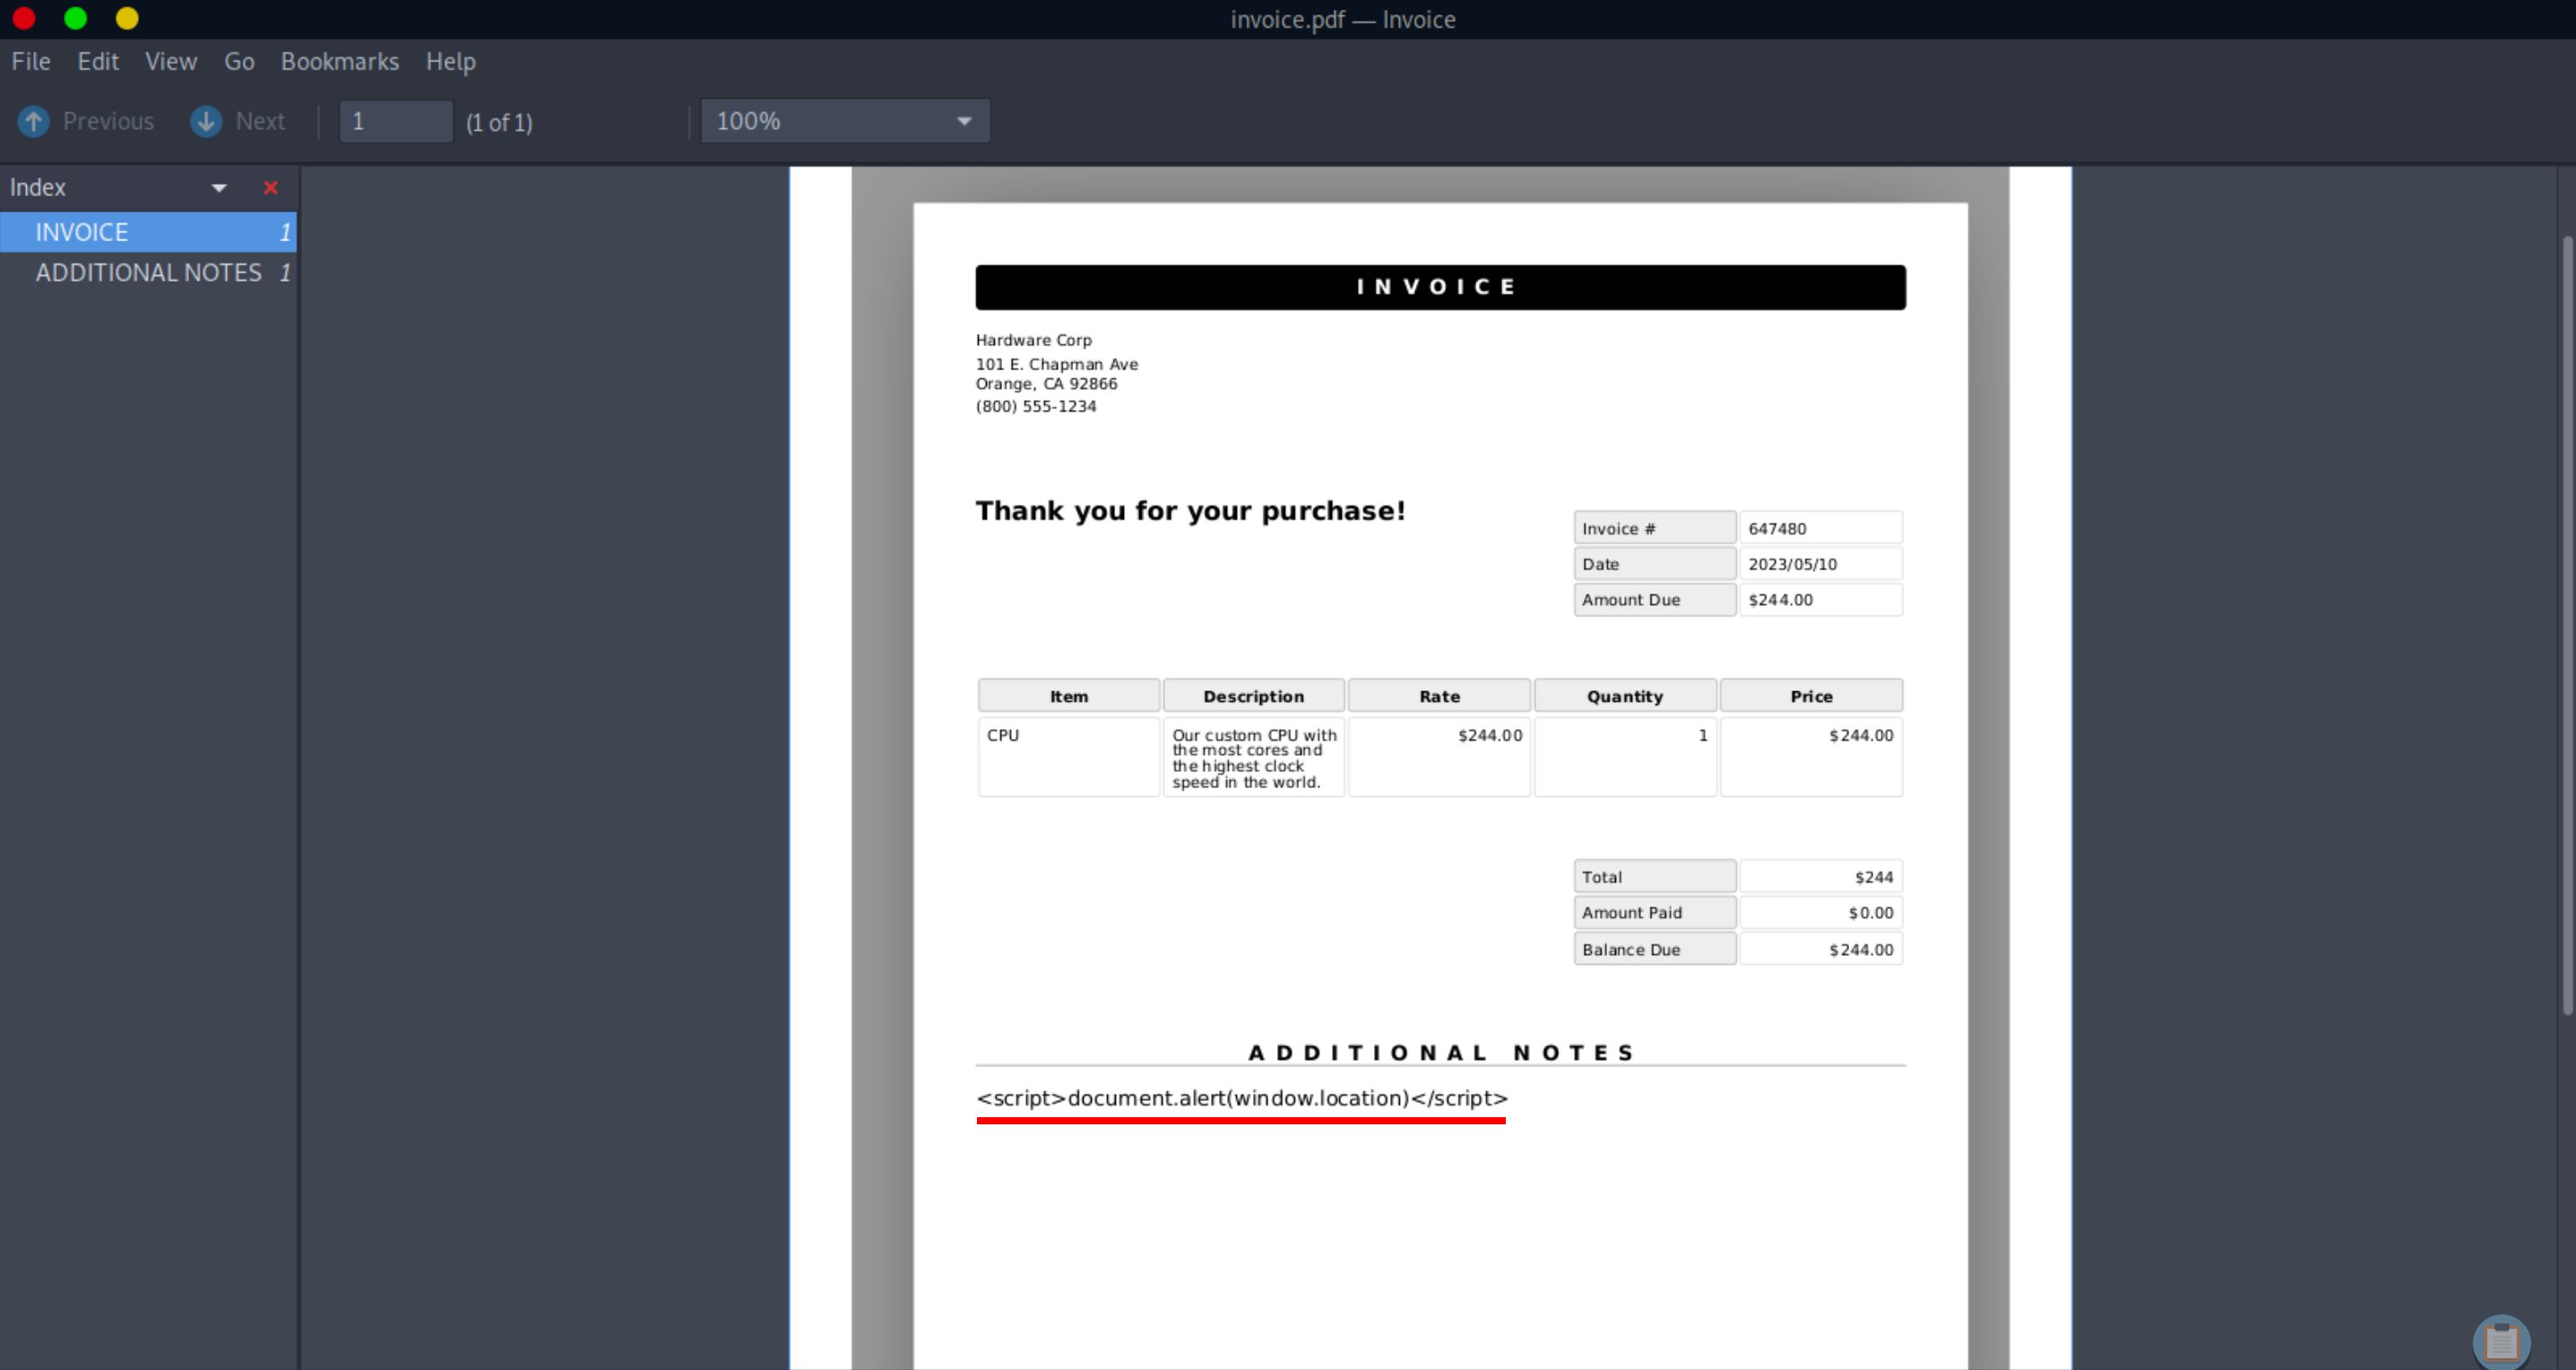 invoice.pdf — Invoice
File Edit View Go Bookmarks Help
Previous Next 1 (1 of 1) 100%
Index
INVOICE 1
ADDITIONAL NOTES 1
INVOICE
Hardware Corp
101 E. Chapman Ave
Orange, CA 92866
(800) 555-1234
Thank you for your purchase!
Invoice # 647480
Date 2023/05/10
Amount Due $244.00
Item Description Rate Quantity Price
CPU Our custom CPU with $244.00 1 $244.00
the most cores and
the highest clock
speed in the world.
Total $244
Amount Paid $0.00
Balance Due $244.00
ADDITIONAL NOTES
<script>document.alert(window.location)</script>